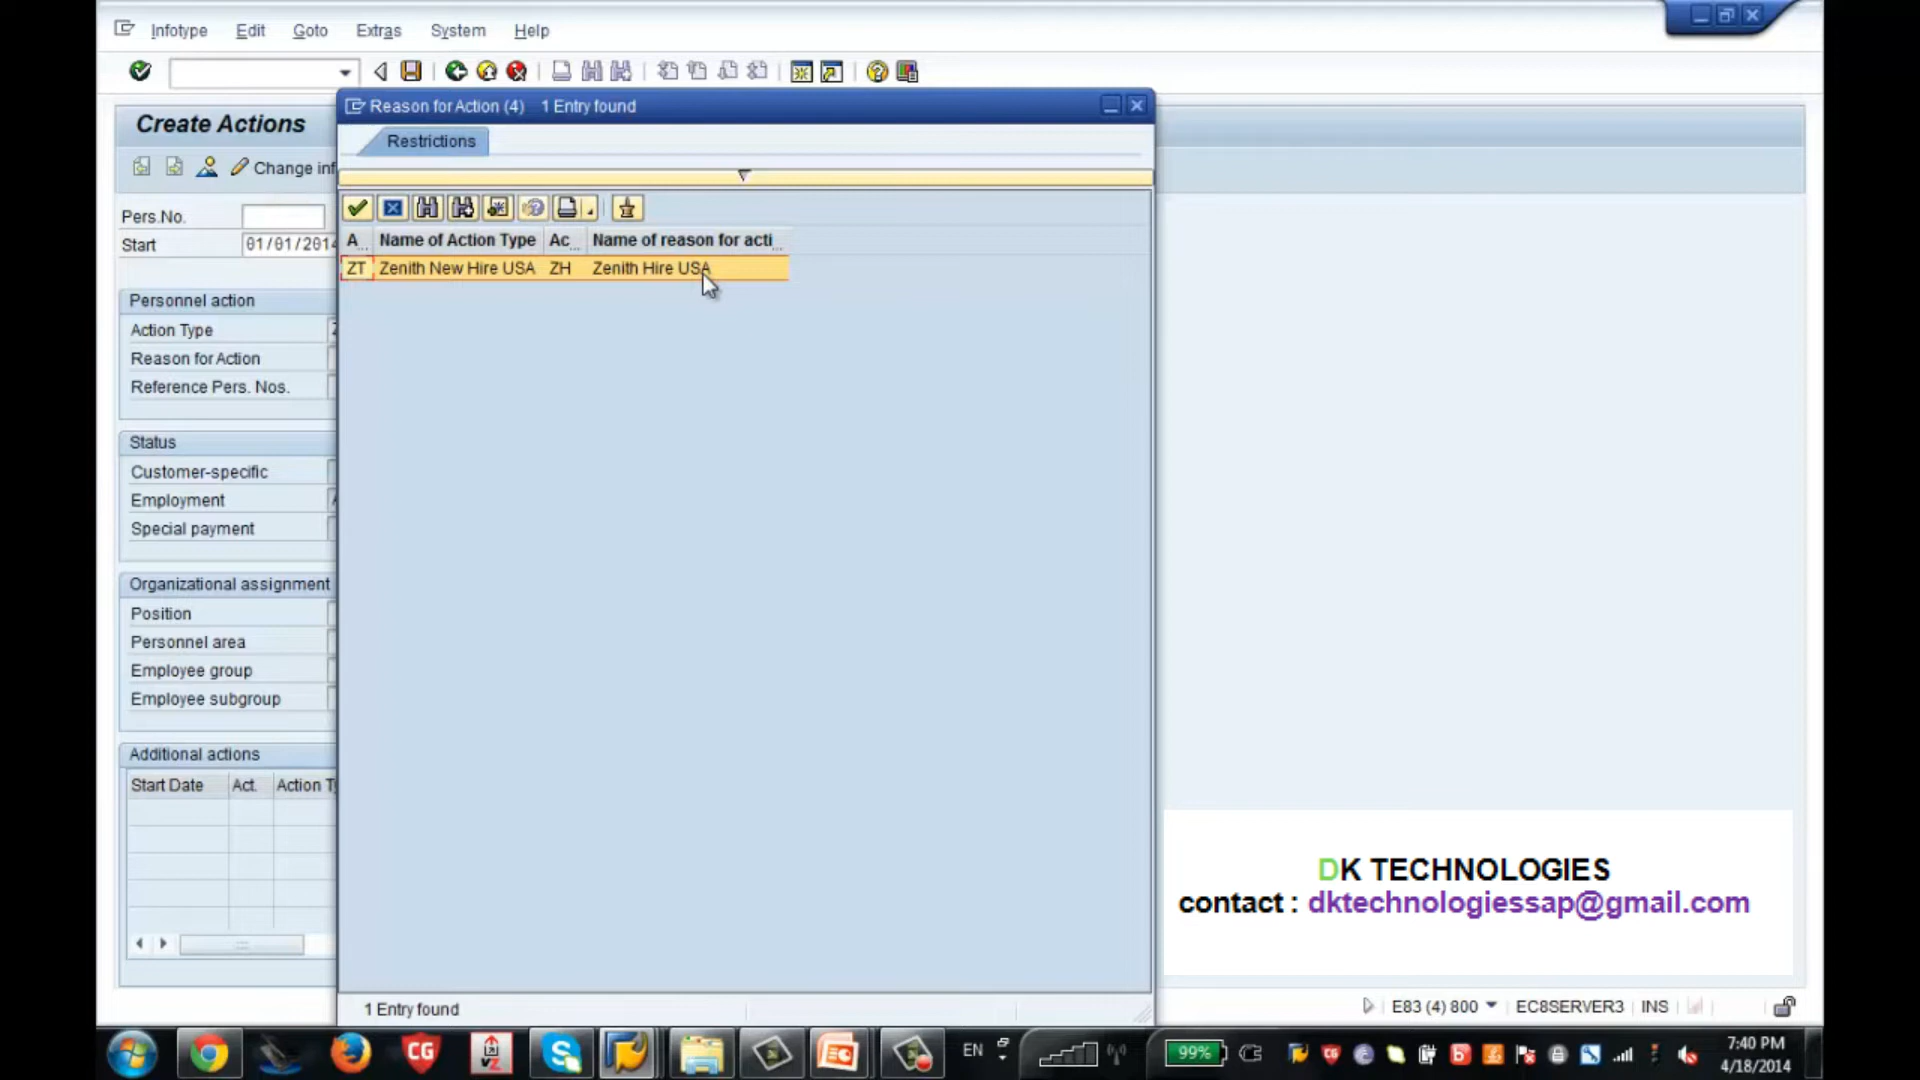 Infotype Edit Goto Extras System Help
Reason for Action (4) 1 Entry found
Create Actions
Restrictions
Change inf
Pers.No.
Start 01/01/2014
A.. Name of Action Type Ac.. Name of reason for acti...
ZT Zenith New Hire USA ZH Zenith Hire USA
Personnel action
Action Type
Reason for Action
Reference Pers. Nos.
Status
Customer-specific
Employment
Special payment
Organizational assignment
Position
Personnel area
Employee group
Employee subgroup
Additional actions
Start Date Act. Action Ty
DK TECHNOLOGIES
contact : dktechnologiessap@gmail.com
1 Entry found
E83 (4) 800 EC8SERVER3 INS
EN
99%
7:40 PM
4/18/2014